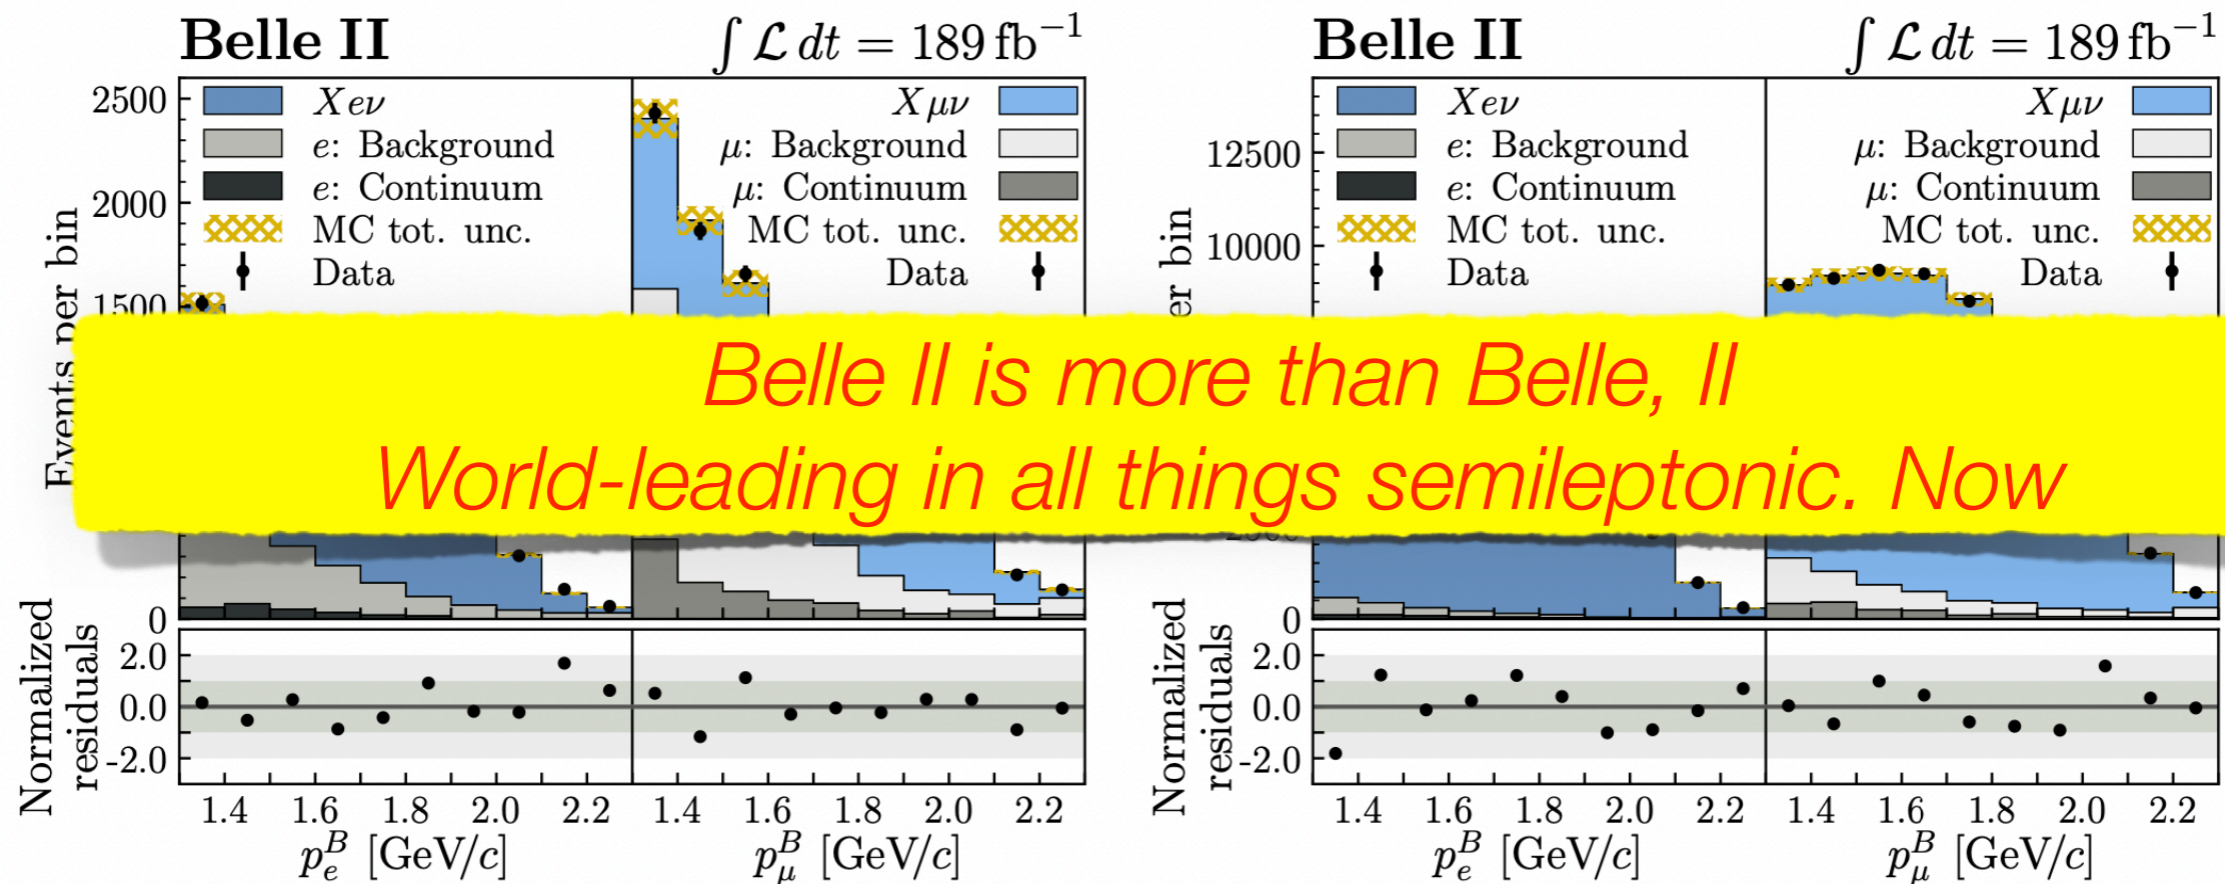 Belle II
∫ ℒ dt = 189 fb⁻¹
2500
2000
1500
0
Events per bin
Xeν
e: Background
e: Continuum
MC tot. unc.
Data
Xμν
μ: Background
μ: Continuum
MC tot. unc.
Data
Normalized
residuals
2.0
0.0
-2.0
1.4 1.6 1.8 2.0 2.2
1.4 1.6 1.8 2.0 2.2
p_e^B [GeV/c]
p_μ^B [GeV/c]
Belle II
∫ ℒ dt = 189 fb⁻¹
12500
10000
0
per bin
Xeν
e: Background
e: Continuum
MC tot. unc.
Data
Xμν
μ: Background
μ: Continuum
MC tot. unc.
Data
Normalized
residuals
2.0
0.0
-2.0
1.4 1.6 1.8 2.0 2.2
1.4 1.6 1.8 2.0 2.2
p_e^B [GeV/c]
p_μ^B [GeV/c]
Belle II is more than Belle, II
World-leading in all things semileptonic. Now